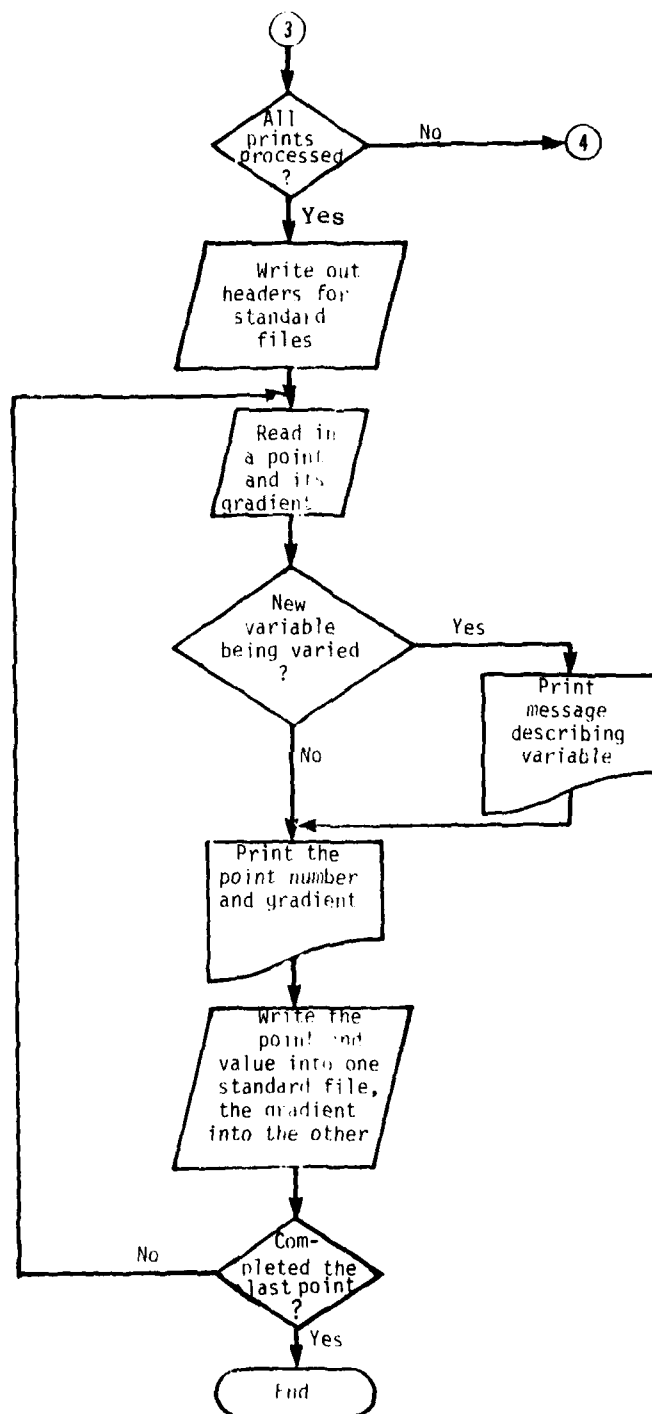 3
All
prints
processed
?
No
4
Yes
Write out
headers for
standard
files
Read in
a point
and its
gradient
New
variable
being varied
?
Yes
Print
message
describing
variable
No
Print the
point number
and gradient
Write the
point and
value into one
standard file,
the gradient
into the other
Com-
pleted the
last point
?
No
Yes
End